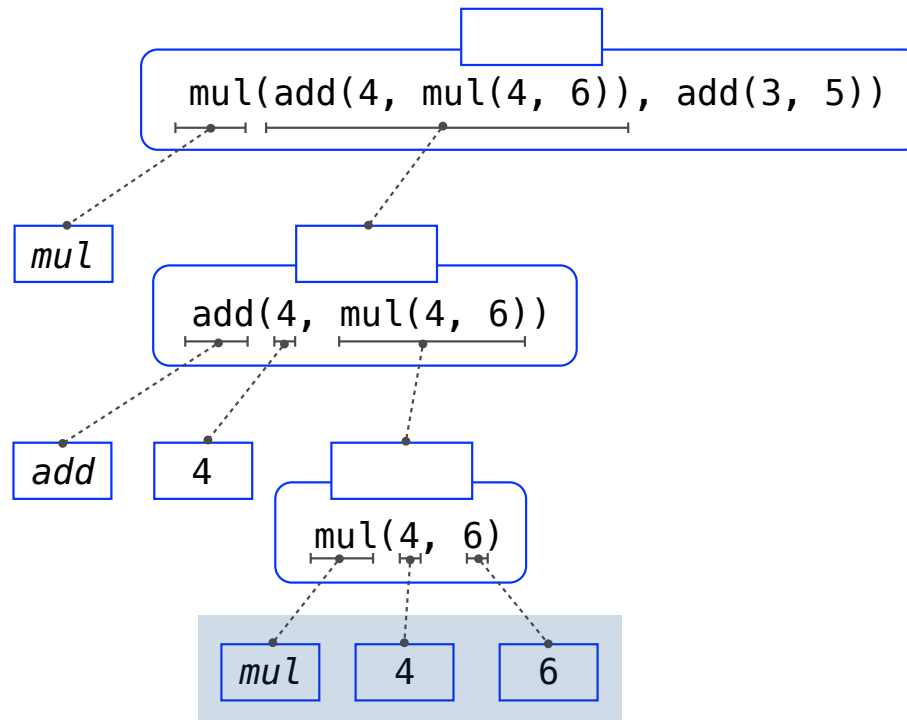 mul(add(4, mul(4, 6)), add(3, 5))
mul
add(4, mul(4, 6))
add 4
mul(4, 6)
mul 4 6